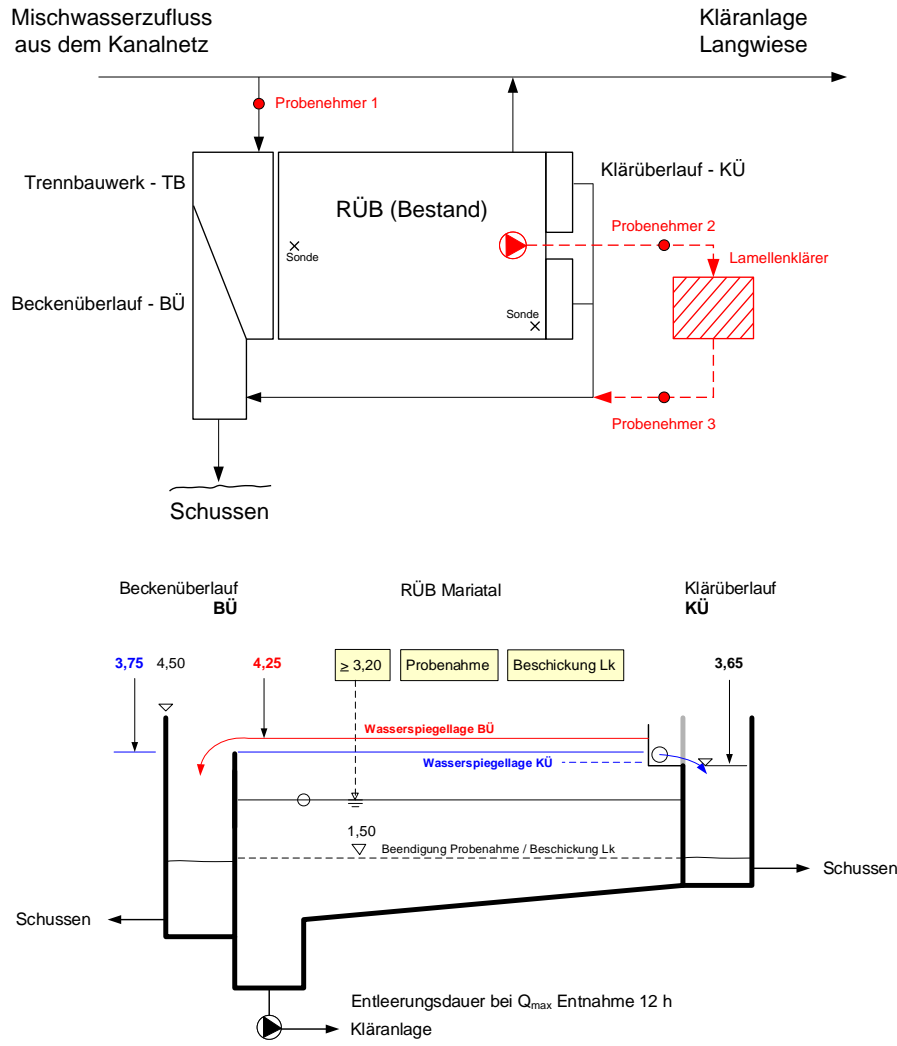 Mischwasserzufluss
aus dem Kanalnetz
Kläranlage
Langwiese
Probenehmer 1
Trennbauwerk - TB
RÜB (Bestand)
Klärüberlauf - KÜ
Probenehmer 2
Sonde
Lamellenklärer
Beckenüberlauf - BÜ
Sonde
Probenehmer 3
Schussen
Beckenüberlauf
BÜ
RÜB Mariatal
Klärüberlauf
KÜ
3,75
4,50
4,25
≥ 3,20
Probenahme
Beschickung Lk
3,65
Wasserspiegellage BÜ
Wasserspiegellage KÜ
1,50
Beendigung Probenahme / Beschickung Lk
Schussen
Schussen
Entleerungsdauer bei Qmax Entnahme 12 h
Kläranlage